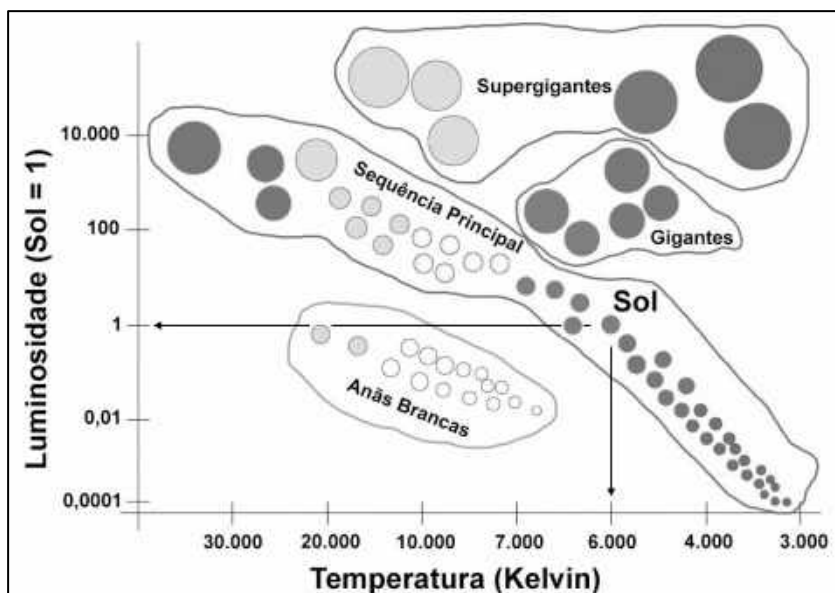 Supergigantes
10.000
Sequência Principal
100
Gigantes
Luminosidade (Sol = 1)
Sol
1
Anãs Brancas
0,01
0,0001
30.000 20.000 10.000 7.000 6.000 4.000 3.000
Temperatura (Kelvin)